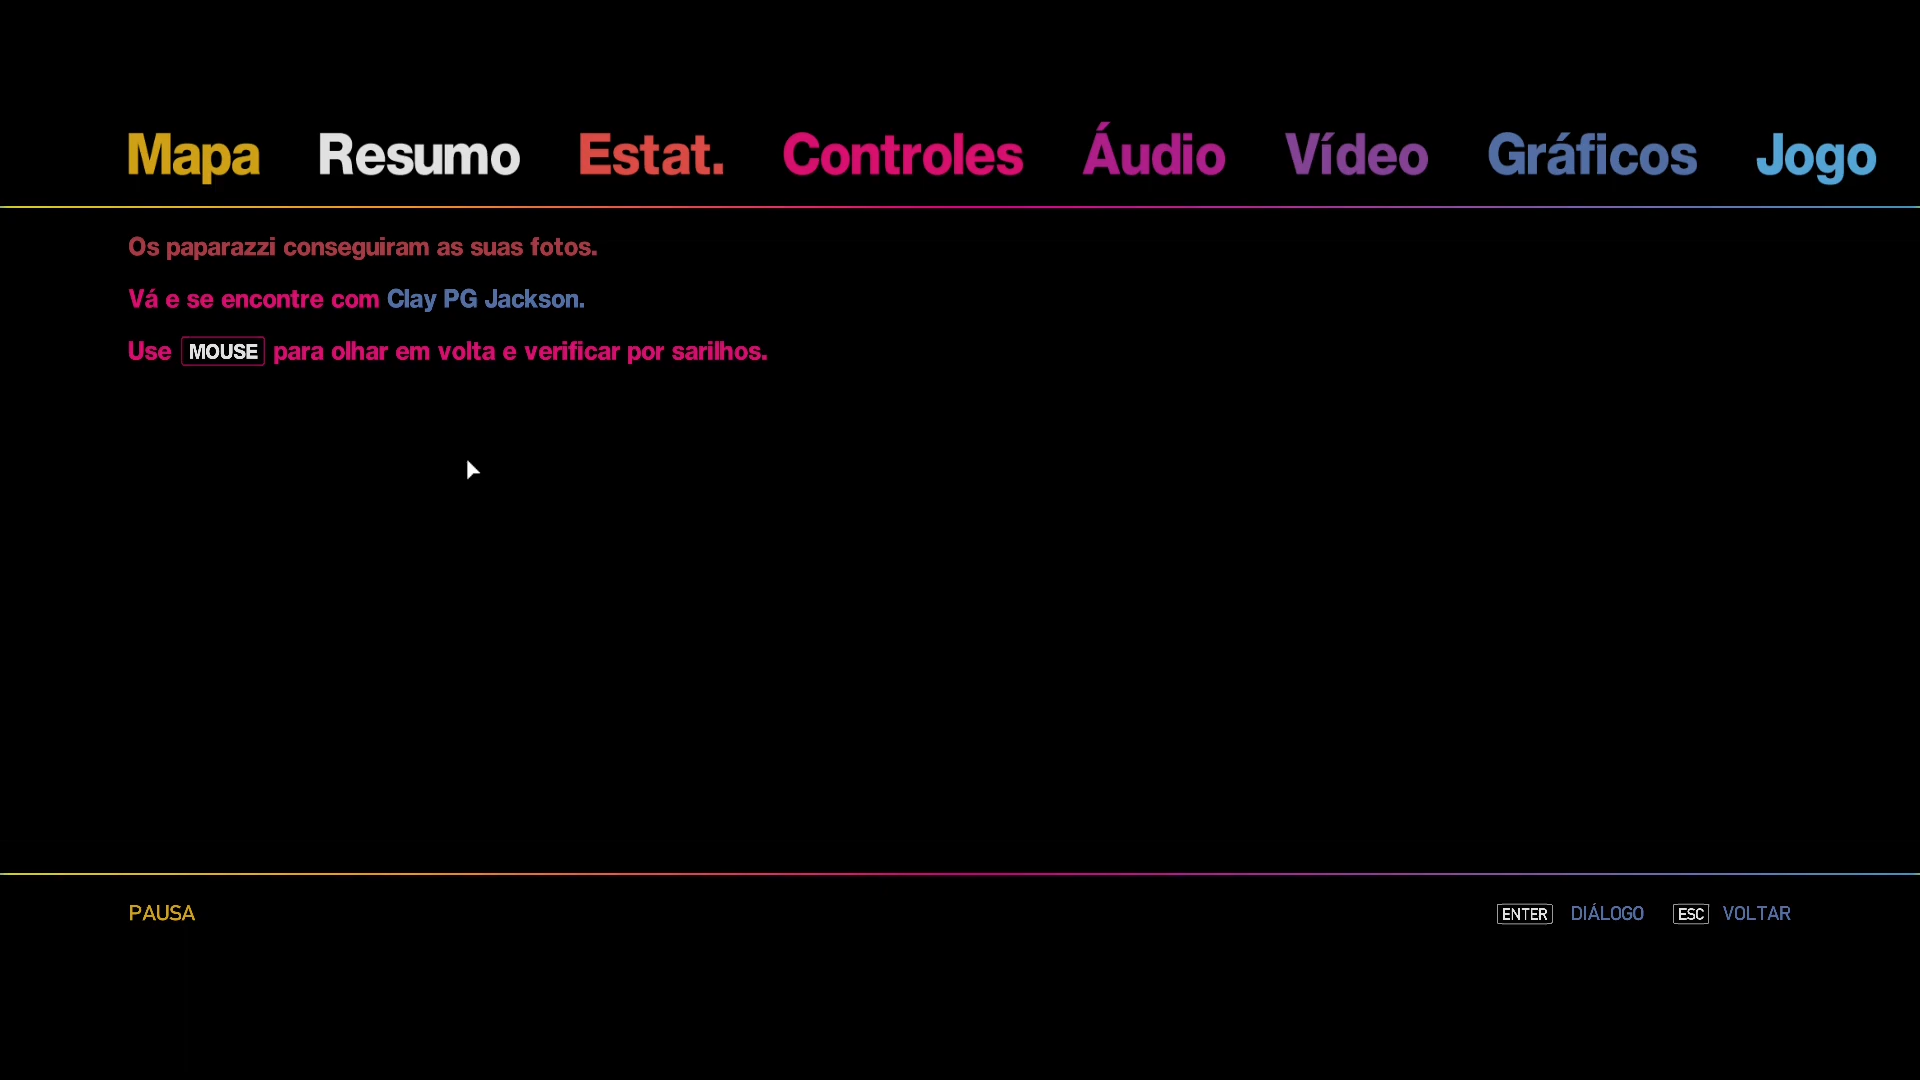 Mapa Resumo Estat. Controles Áudio Vídeo Gráficos Jogo
Os paparazzi conseguiram as suas fotos.
Vá e se encontre com Clay PG Jackson.
Use MOUSE para olhar em volta e verificar por sarilhos.
PAUSA ENTER DIÁLOGO ESC VOLTAR